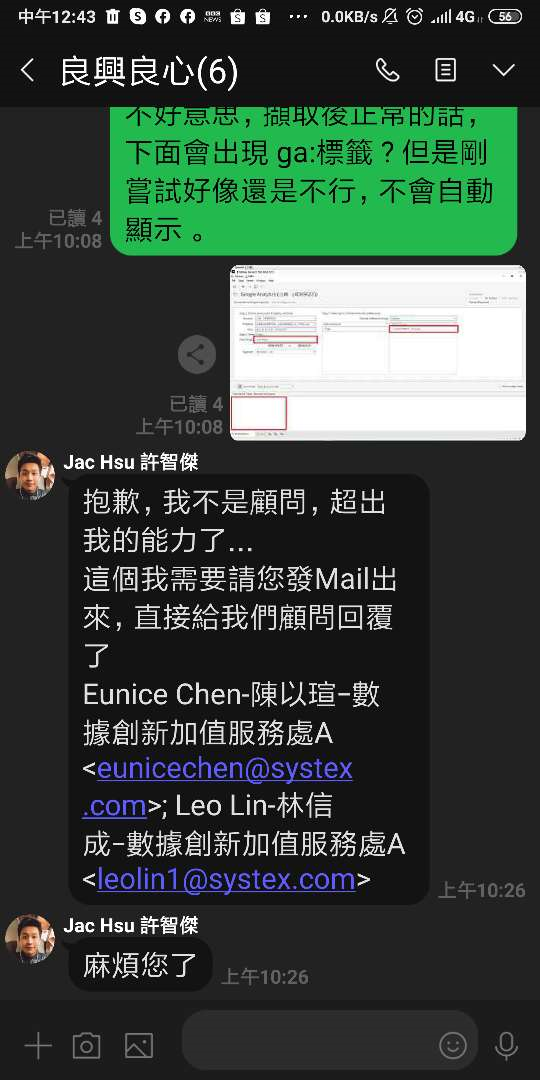 中午12:43
0.0KB/s
4G
56
良興良心(6)
不好意思，擷取後正常的話，
下面會出現 ga:標籤？但是剛
嘗試好像還是不行，不會自動
顯示 。
已讀 4
上午10:08
已讀 4
上午10:08
Jac Hsu 許智傑
抱歉，我不是顧問，超出
我的能力了...
這個我需要請您發Mail出
來，直接給我們顧問回覆
了
Eunice Chen-陳以瑄–數
據創新加值服務處A
<eunicechen@systex
.com>; Leo Lin-林信
成–數據創新加值服務處A
<leolin1@systex.com>
上午10:26
Jac Hsu 許智傑
麻煩您了
上午10:26